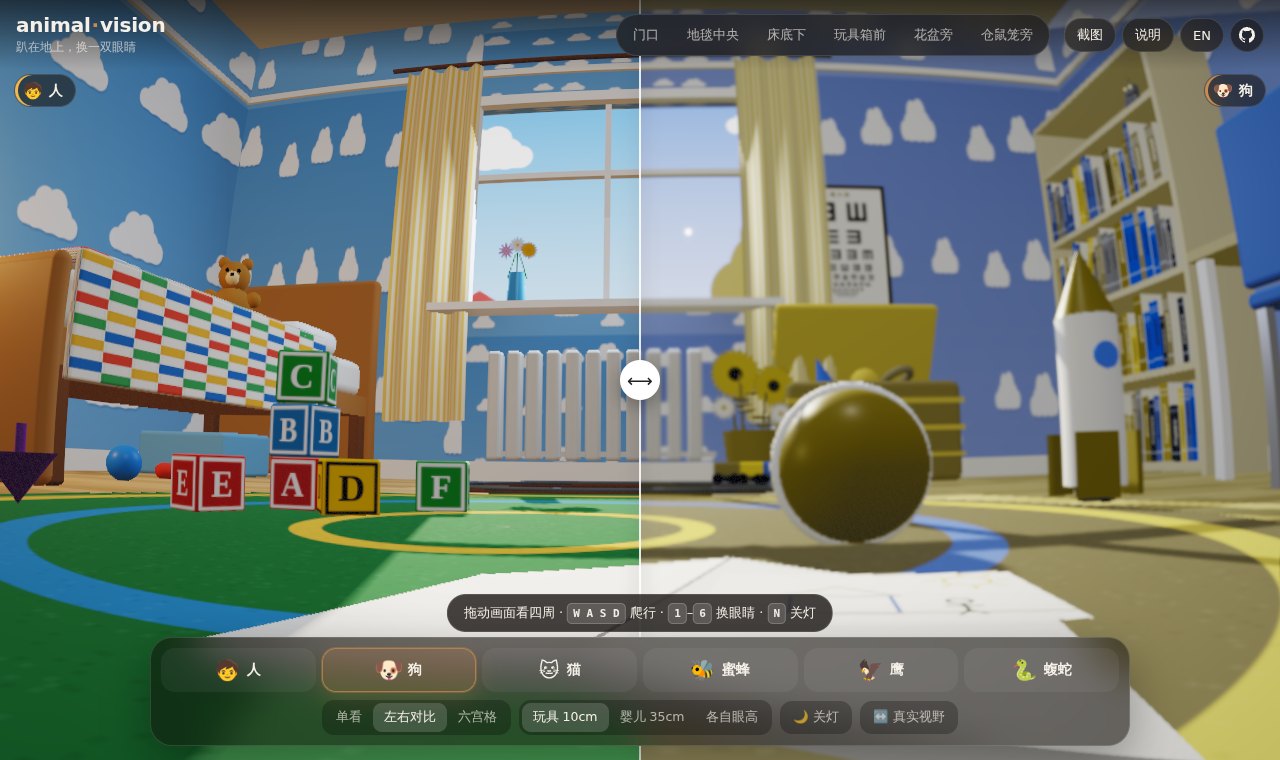 animal·vision
趴在地上，换一双眼睛
门口 地毯中央 床底下 玩具箱前 花盆旁 仓鼠笼旁
截图 说明 EN
人
狗
E
C
C
B B
E E A D F
拖动画面看四周 · W A S D 爬行 · 1–6 换眼睛 · N 关灯
人 狗 猫 蜜蜂 鹰 蝮蛇
单看 左右对比 六宫格 玩具 10cm 婴儿 35cm 各自眼高 关灯 真实视野